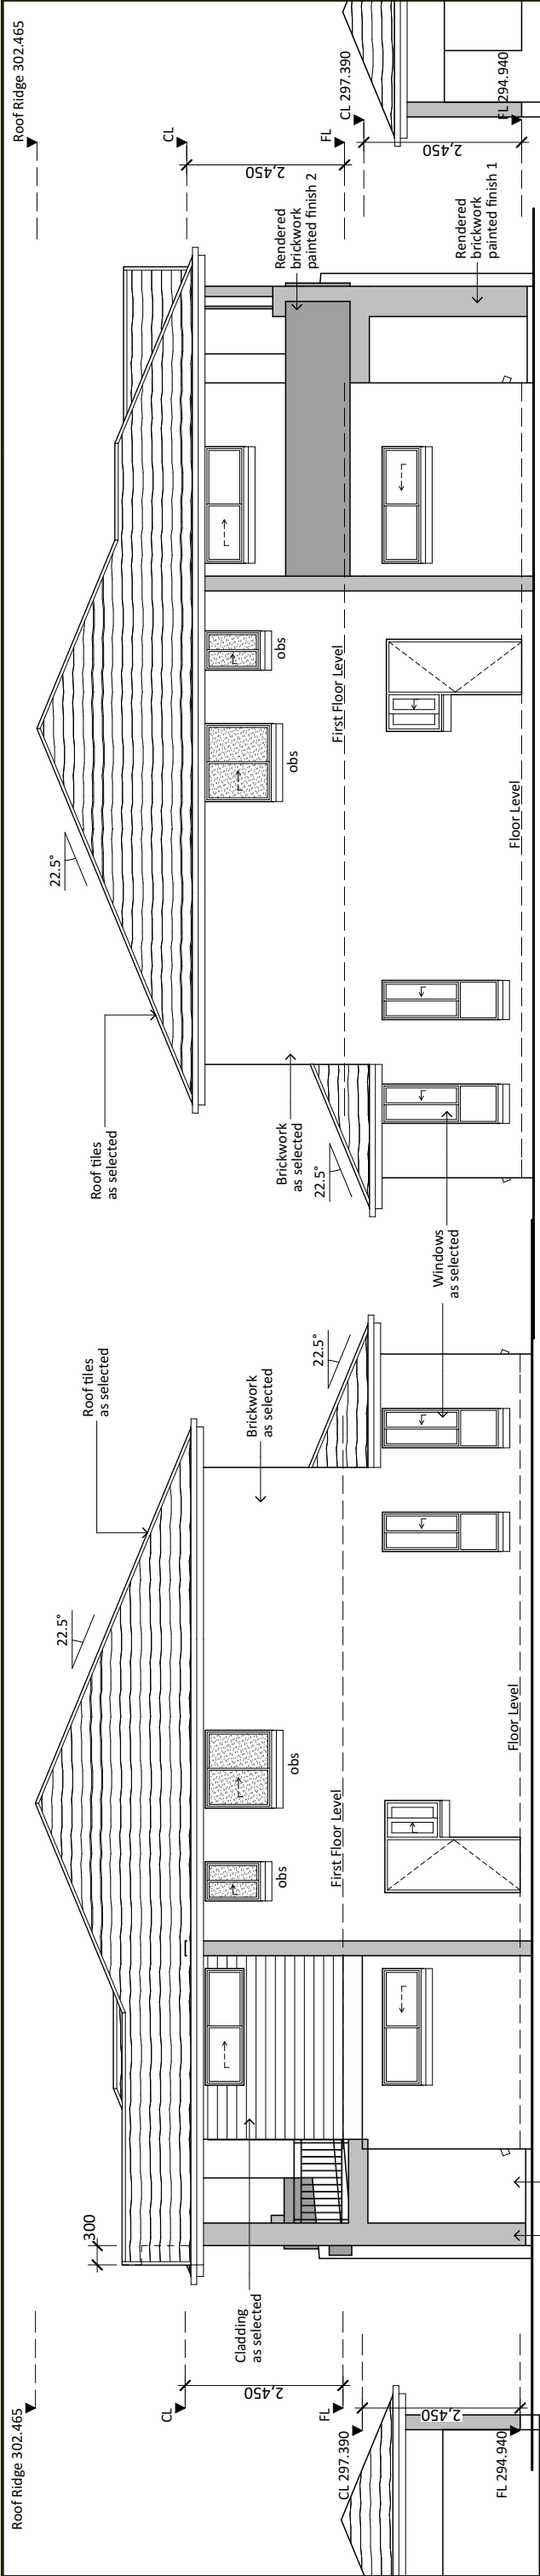 Roof Ridge 302.465
CL
2,450
FL
CL 297.390
2,450
FL 294.940
300
Cladding
as selected
22.5°
Roof tiles
as selected
Brickwork
as selected
22.5°
obs
obs
First Floor Level
Floor Level
Windows
as selected
Roof tiles
as selected
22.5°
Brickwork
as selected
22.5°
obs
obs
First Floor Level
Floor Level
Rendered
brickwork
painted finish 2
Rendered
brickwork
painted finish 1
Roof Ridge 302.465
CL
2,450
FL
CL 297.390
2,450
FL 294.940